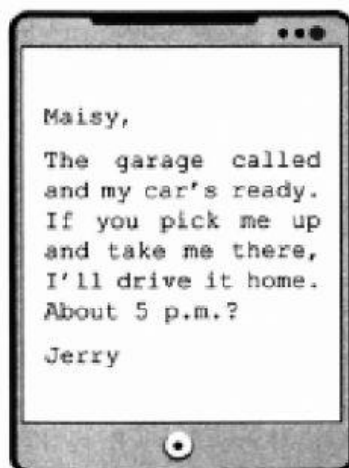 Maisy,
The garage called
and my car's ready.
If you pick me up
and take me there,
I'll drive it home.
About 5 p.m.?
Jerry